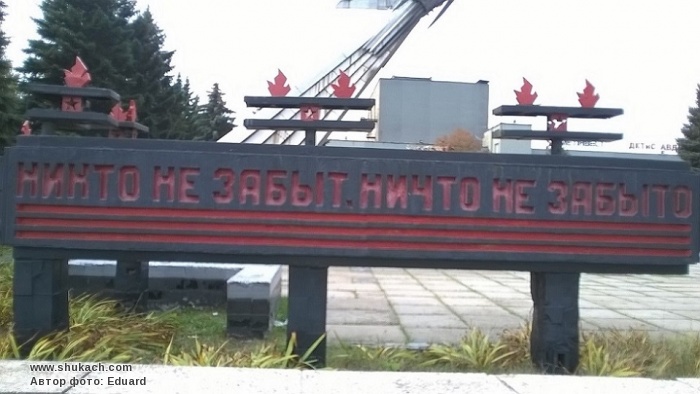 НИКТО НЕ ЗАБЫТ. НИЧТО НЕ ЗАБЫТО
www.shukach.com
Автор фото: Eduard